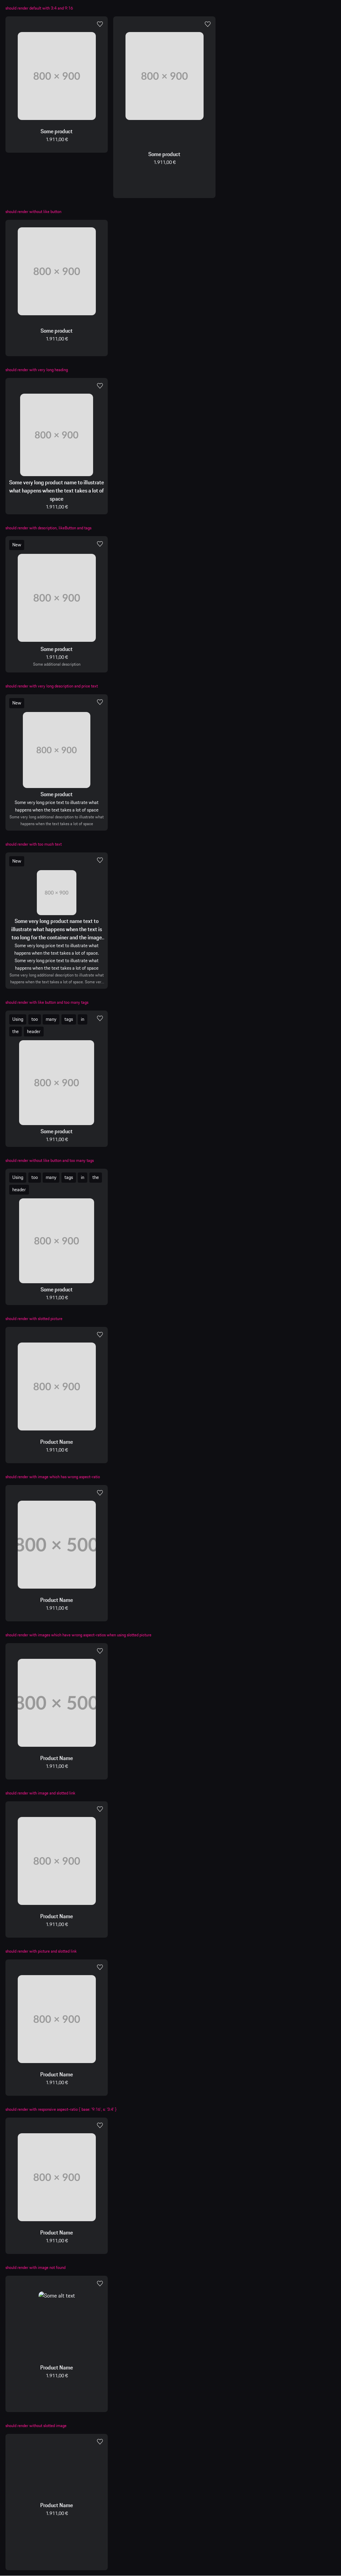 should render default with 3:4 and 9:16
800 × 900
Some product
1.911,00 €
800 × 900
Some product
1.911,00 €
should render without like button
800 × 900
Some product
1.911,00 €
should render with very long heading
800 × 900
Some very long product name to illustrate
what happens when the text takes a lot of
space
1.911,00 €
should render with description, likeButton and tags
New
800 × 900
Some product
1.911,00 €
Some additional description
should render with very long description and price text
New
800 × 900
Some product
Some very long price text to illustrate what
happens when the text takes a lot of space
Some very long additional description to illustrate what
happens when the text takes a lot of space
should render with too much text
New
800 × 900
Some very long product name text to
illustrate what happens when the text is
too long for the container and the image.
Some very long price text to illustrate what
happens when the text takes a lot of space.
Some very long price text to illustrate what
happens when the text takes a lot of space
Some very long additional description to illustrate what
happens when the text takes a lot of space. Some ver...
should render with like button and too many tags
Using too many tags in
the header
800 × 900
Some product
1.911,00 €
should render without like button and too many tags
Using too many tags in the
header
800 × 900
Some product
1.911,00 €
should render with slotted picture
800 × 900
Product Name
1.911,00 €
should render with image which has wrong aspect-ratio
800 × 500
Product Name
1.911,00 €
should render with images which have wrong aspect-ratios when using slotted picture
800 × 500
Product Name
1.911,00 €
should render with image and slotted link
800 × 900
Product Name
1.911,00 €
should render with picture and slotted link
800 × 900
Product Name
1.911,00 €
should render with responsive aspect-ratio { base: '9:16', s: '3:4' }
800 × 900
Product Name
1.911,00 €
should render with image not found
Some alt text
Product Name
1.911,00 €
should render without slotted image
Product Name
1.911,00 €